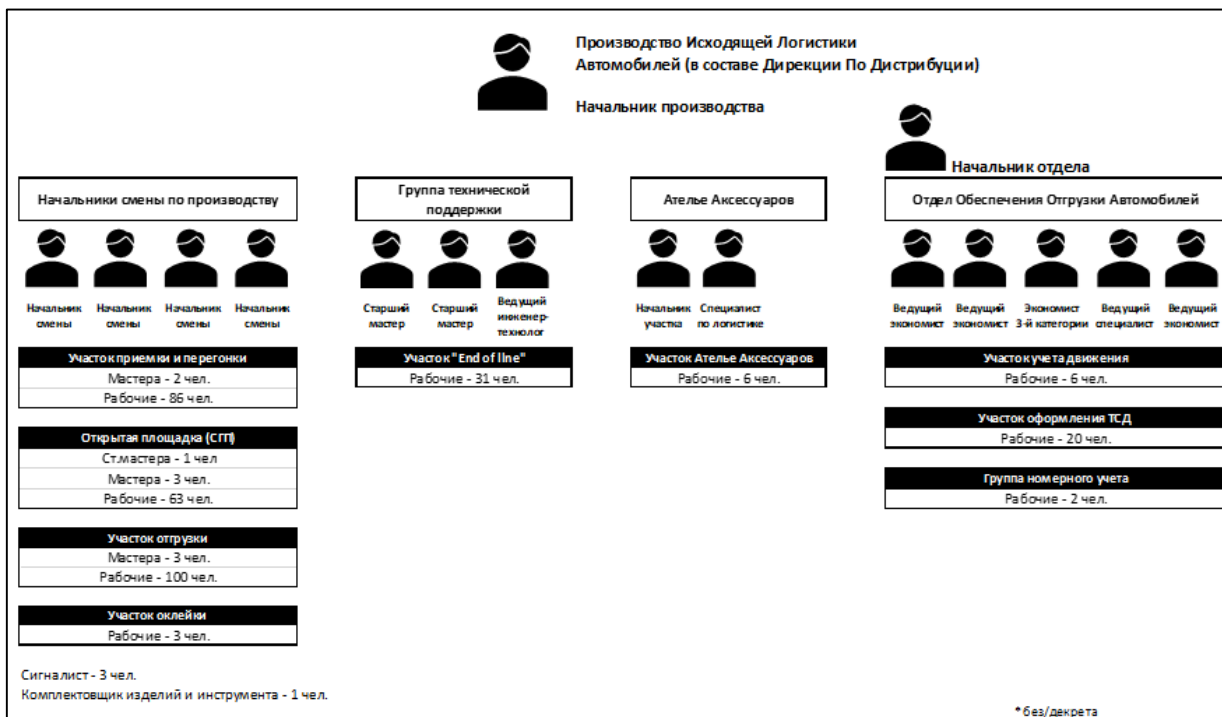 Производство Исходящей Логистики
Автомобилей (в составе Дирекции По Дистрибуции)
Начальник производства
Начальник отдела
Начальники смены по производству
Начальник
смены
Начальник
смены
Начальник
смены
Начальник
смены
Участок приемки и перегонки
Мастера - 2 чел.
Рабочие - 86 чел.
Открытая площадка (СГП)
Ст.мастера - 1 чел
Мастера - 3 чел.
Рабочие - 63 чел.
Участок отгрузки
Мастера - 3 чел.
Рабочие - 100 чел.
Участок оклейки
Рабочие - 3 чел.
Сигналист - 3 чел.
Комплектовщик изделий и инструмента - 1 чел.
Группа технической
поддержки
Старший
мастер
Старший
мастер
Ведущий
инженер-
технолог
Участок "End of line"
Рабочие - 31 чел.
Ателье Аксессуаров
Начальник
участка
Специалист
по логистике
Участок Ателье Аксессуаров
Рабочие - 6 чел.
Отдел Обеспечения Отгрузки Автомобилей
Ведущий
экономист
Ведущий
экономист
Экономист
3-й категории
Ведущий
специалист
Ведущий
экономист
Участок учета движения
Рабочие - 6 чел.
Участок оформления ТСД
Рабочие - 20 чел.
Группа номерного учета
Рабочие - 2 чел.
* без/декрета